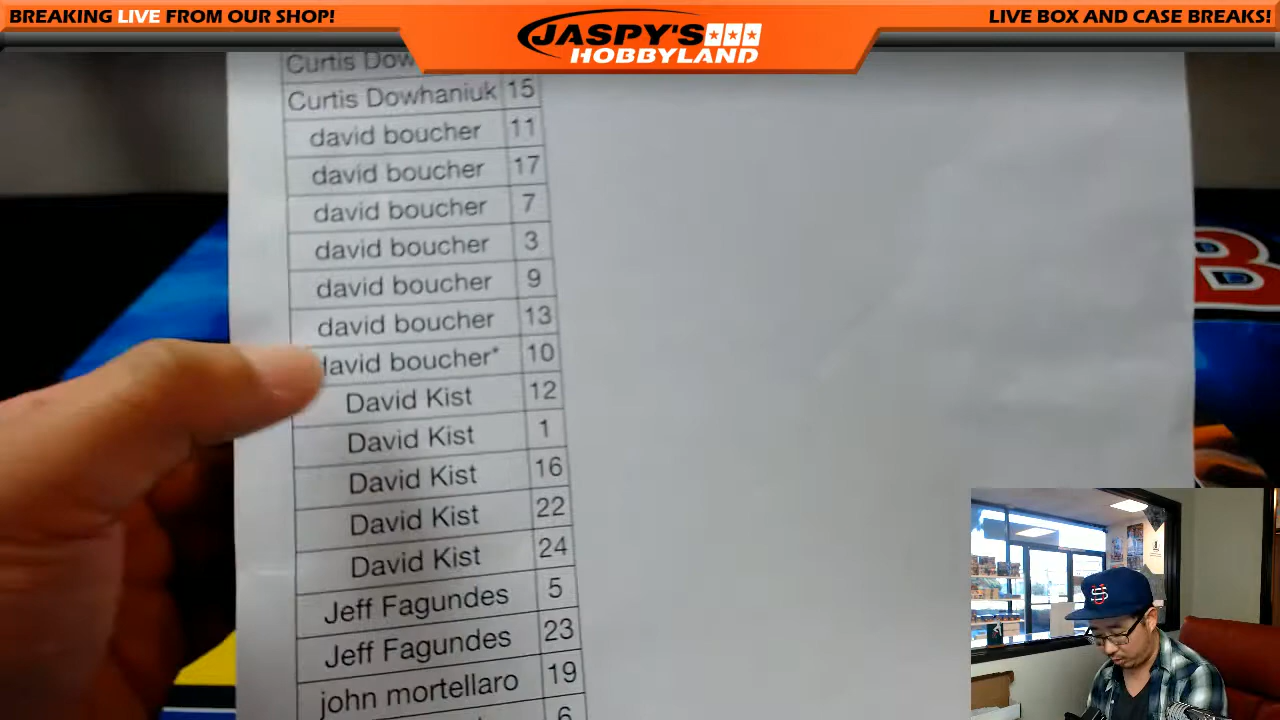 BREAKING LIVE FROM OUR SHOP!
JASPY'S
HOBBYLAND
LIVE BOX AND CASE BREAKS!
Curtis
Curtis Dowhaniuk 15
david boucher 11
david boucher 17
david boucher 7
david boucher 3
david boucher 9
david boucher 13
david boucher* 10
David Kist 12
David Kist 1
David Kist 16
David Kist 22
David Kist 24
Jeff Fagundes 5
Jeff Fagundes 23
john mortellaro 19
6